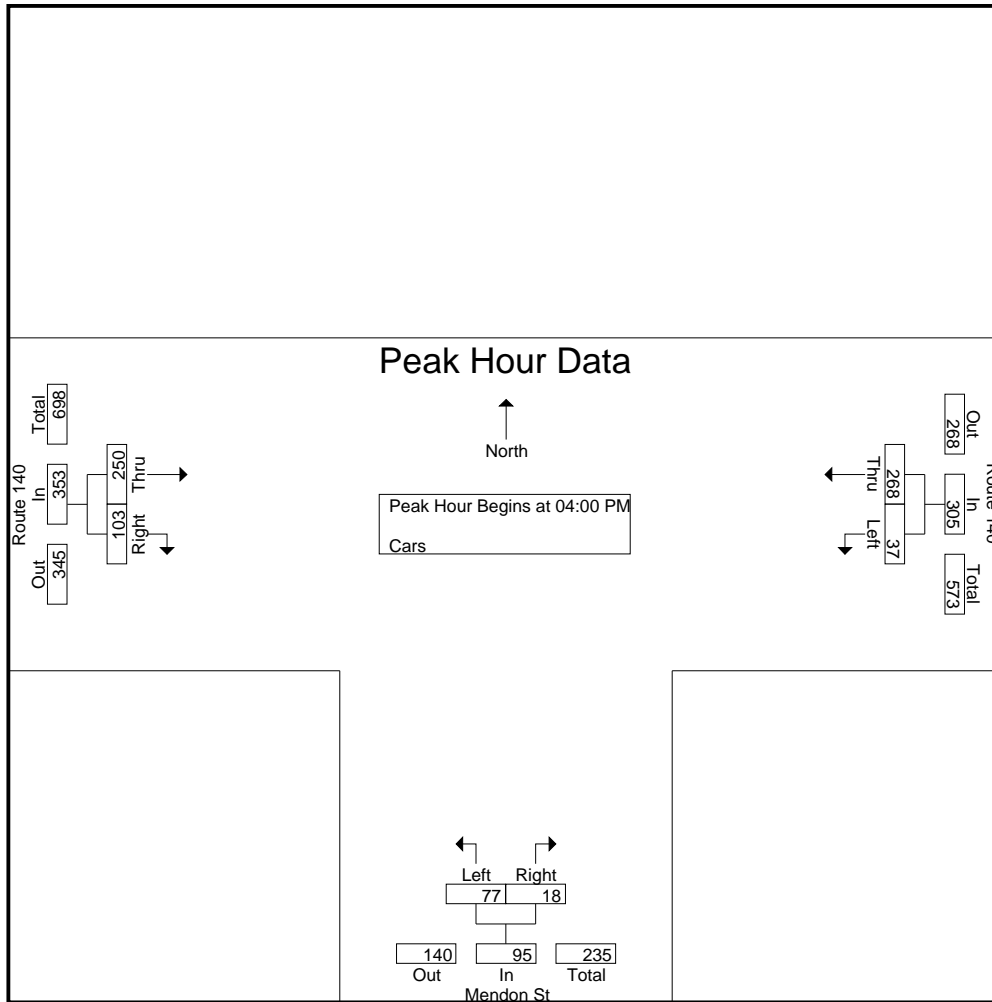 Peak Hour Data
North
Peak Hour Begins at 04:00 PM
Cars
Route 140
Total
698
In
353
Out
345
250
Thru
103
Right
Out
268
In
305
Total
573
Thru
268
Left
37
Left Right
77 18
140 95 235
Out In Total
Mendon St